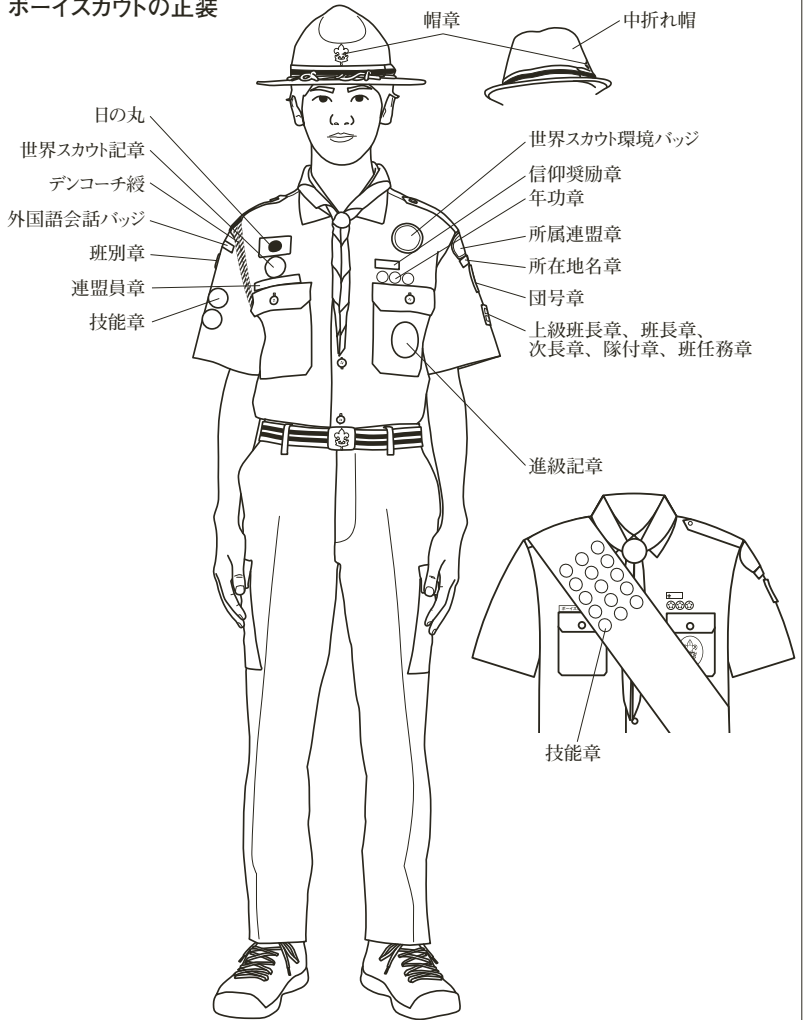 ボーイスカウトの正装
帽章
中折れ帽
日の丸
世界スカウト記章
デンコーチ綬
外国語会話バッジ
班別章
連盟員章
技能章
世界スカウト環境バッジ
信仰奨励章
年功章
所属連盟章
所在地名章
団号章
上級班長章、班長章、
次長章、隊付章、班任務章
進級記章
技能章